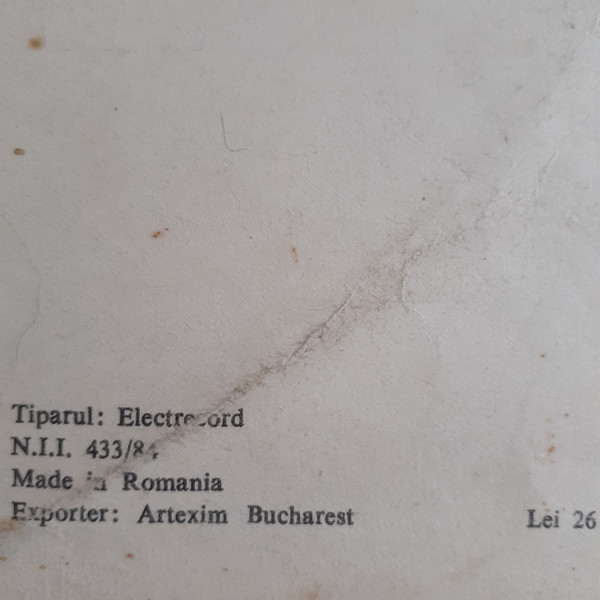 Tiparul: Electrecord
N.I.I. 433/84
Made in Romania
Exporter: Artexim Bucharest
Lei 26